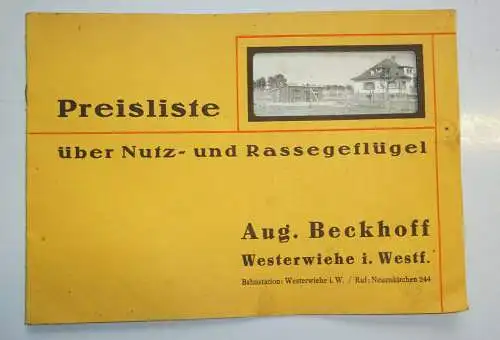 Preisliste
über Nutz- und Rassegeflügel
Aug. Beckhoff
Westerwiehe i. Westf.
Bahnstation: Westerwiehe i. W. / Ruf: Neuenkirchen 244